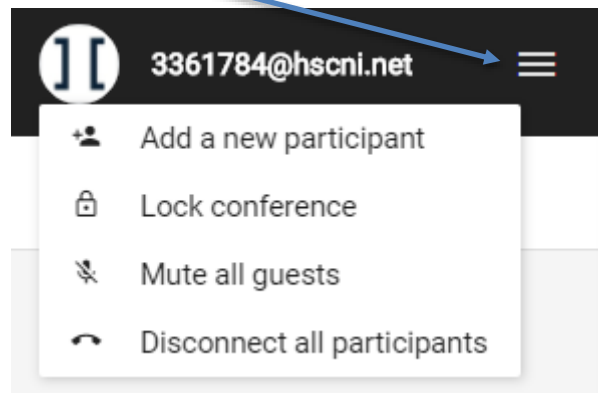 ][ 3361784@hscni.net
Add a new participant
Lock conference
Mute all guests
Disconnect all participants